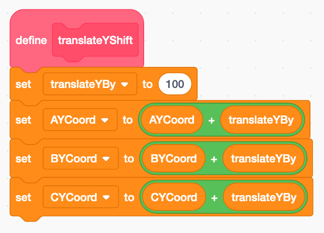 define translateYShift
set translateYBy to 100
set AYCoord to AYCoord + translateYBy
set BYCoord to BYCoord + translateYBy
set CYCoord to CYCoord + translateYBy